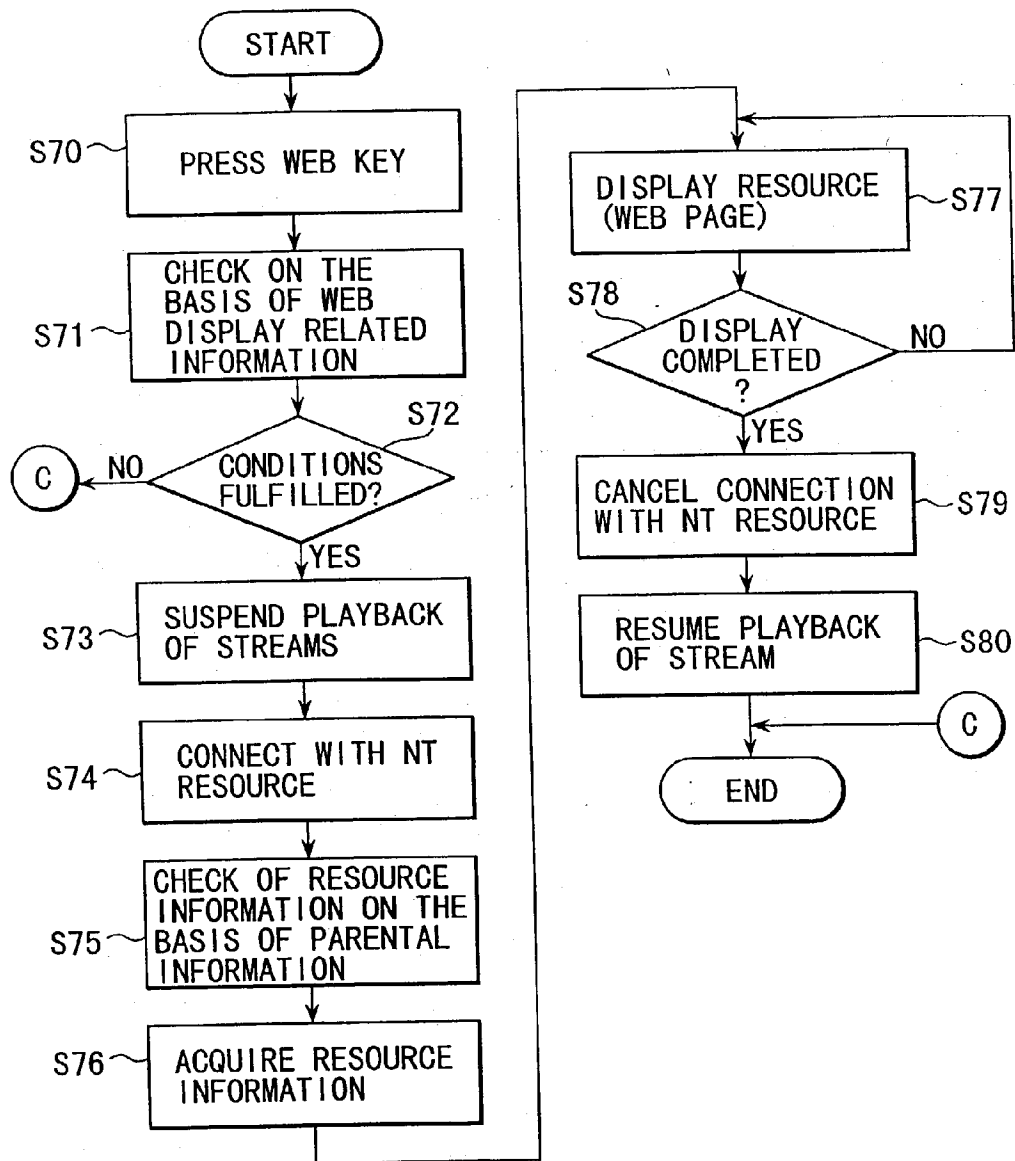 START
S70
PRESS WEB KEY
S71
CHECK ON THE
BASIS OF WEB
DISPLAY RELATED
INFORMATION
S72
CONDITIONS
FULFILLED?
NO
C
YES
S73
SUSPEND PLAYBACK
OF STREAMS
S74
CONNECT WITH NT
RESOURCE
S75
CHECK OF RESOURCE
INFORMATION ON THE
BASIS OF PARENTAL
INFORMATION
S76
ACQUIRE RESOURCE
INFORMATION
DISPLAY RESOURCE
(WEB PAGE)
S77
S78
DISPLAY
COMPLETED
?
NO
YES
CANCEL CONNECTION
WITH NT RESOURCE
S79
RESUME PLAYBACK
OF STREAM
S80
C
END